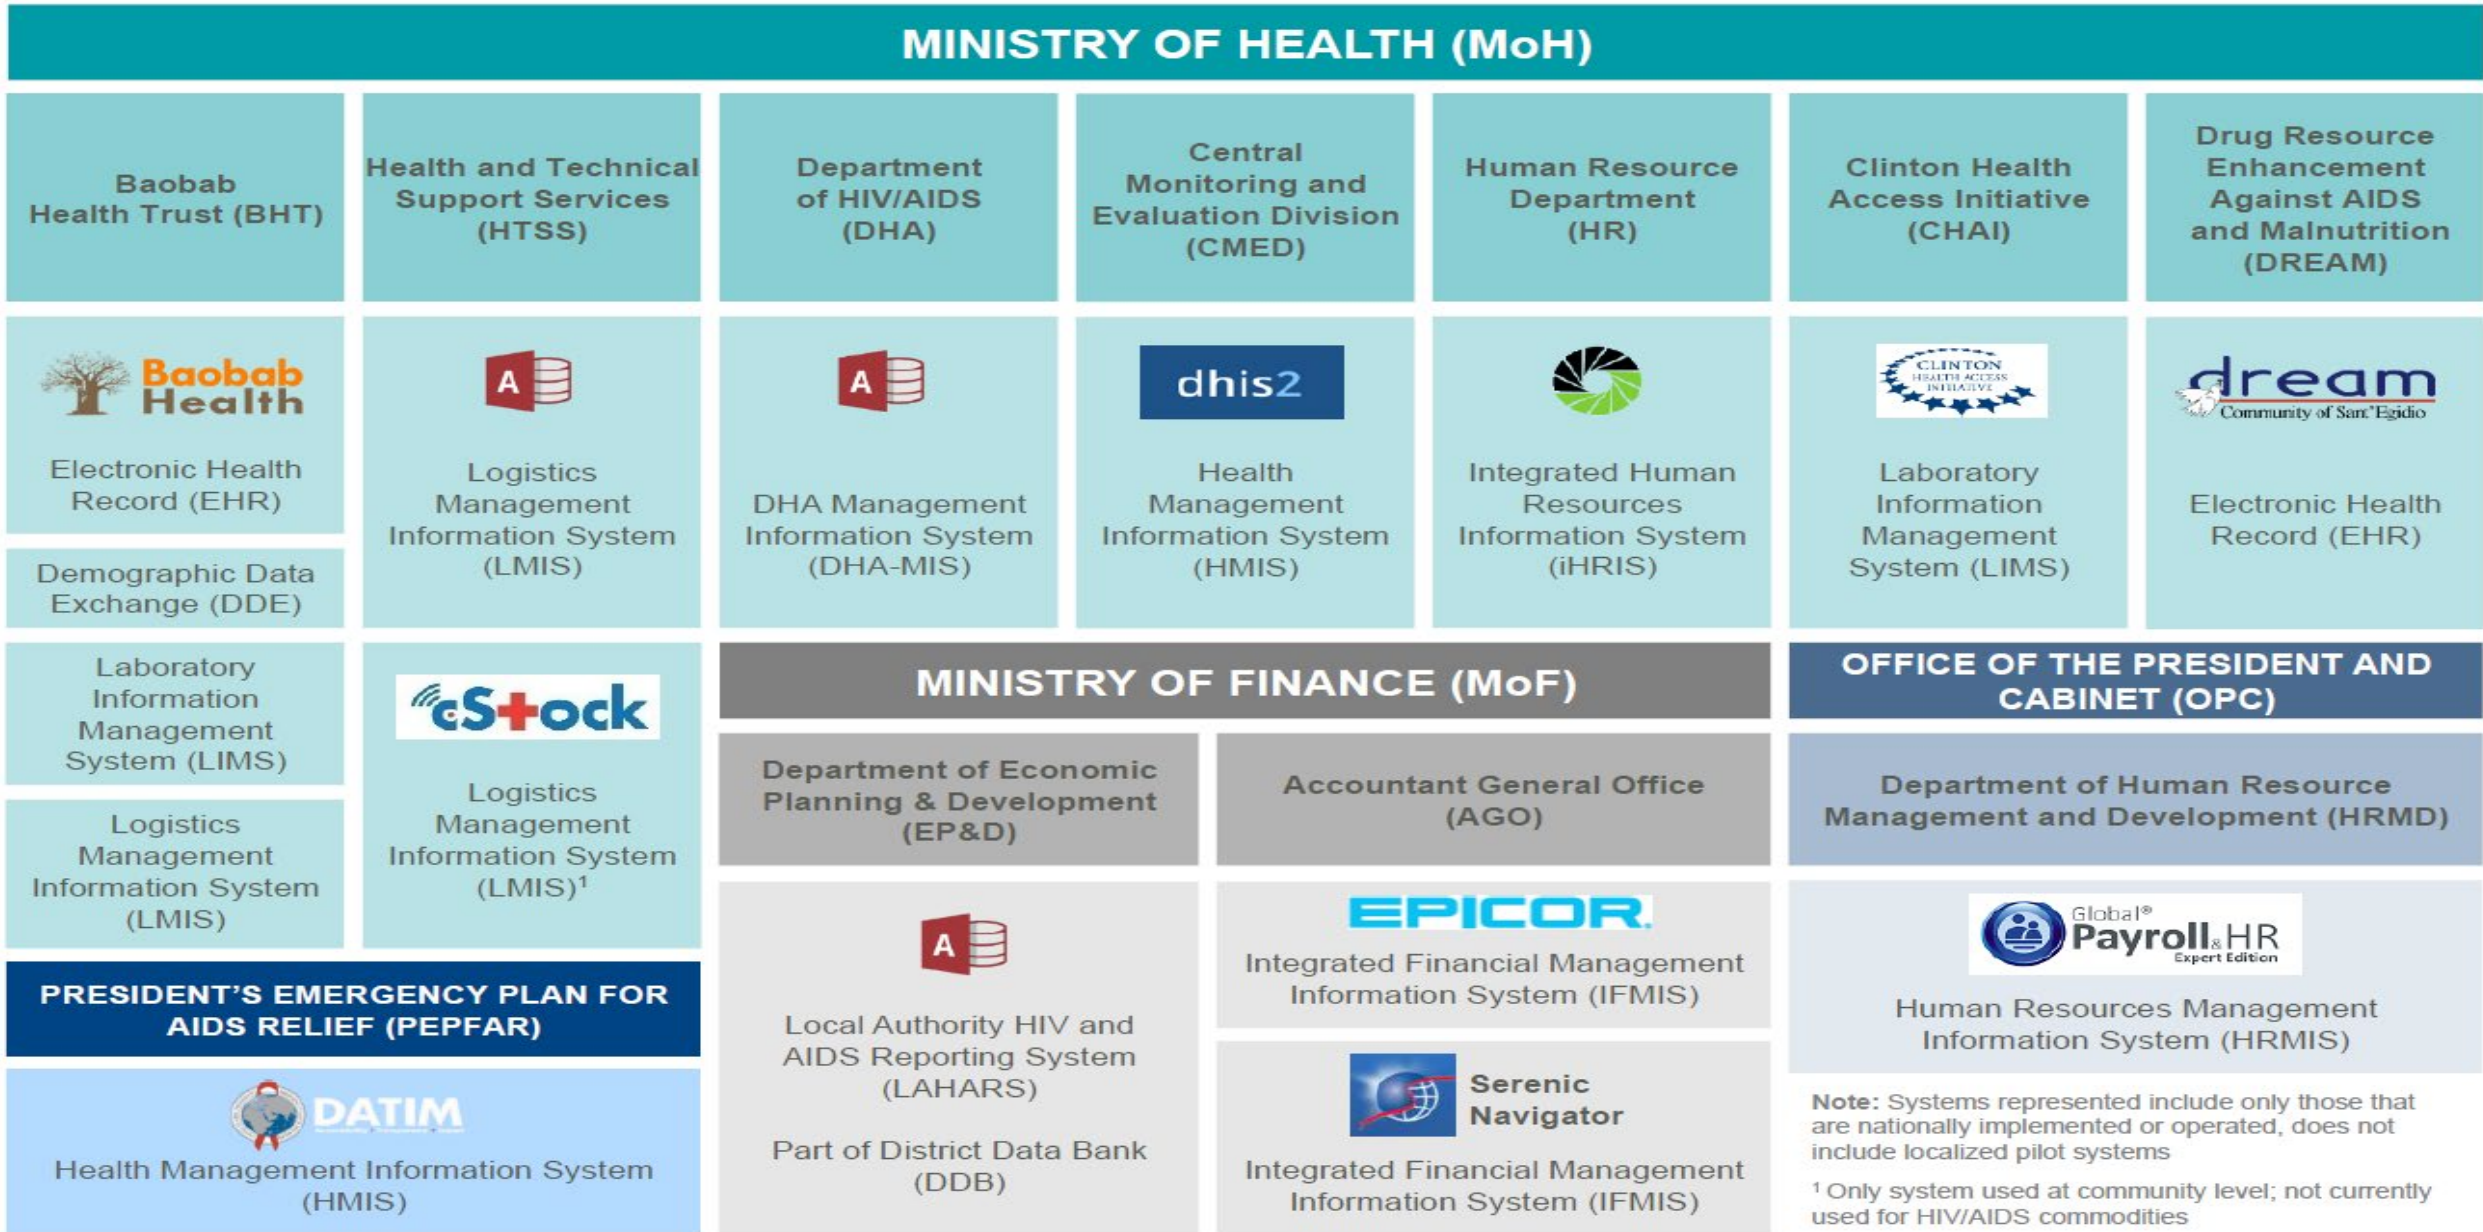 MINISTRY OF HEALTH (MoH)
Baobab
Health Trust (BHT)
Health and Technical
Support Services
(HTSS)
Department
of HIV/AIDS
(DHA)
Central
Monitoring and
Evaluation Division
(CMED)
Human Resource
Department
(HR)
Clinton Health
Access Initiative
(CHAI)
Drug Resource
Enhancement
Against AIDS
and Malnutrition
(DREAM)
Baobab
Health
Electronic Health
Record (EHR)
Demographic Data
Exchange (DDE)
Laboratory
Information
Management
System (LIMS)
Logistics
Management
Information System
(LMIS)
A
Logistics
Management
Information System
(LMIS)
cStock
Logistics
Management
Information System
(LMIS)¹
A
DHA Management
Information System
(DHA-MIS)
dhis2
Health
Management
Information System
(HMIS)
Integrated Human
Resources
Information System
(iHRIS)
CLINTON
HEALTH ACCESS
INITIATIVE
Laboratory
Information
Management
System (LIMS)
dream
Community of Sant'Egidio
Electronic Health
Record (EHR)
PRESIDENT'S EMERGENCY PLAN FOR
AIDS RELIEF (PEPFAR)
DATIM
Health Management Information System
(HMIS)
MINISTRY OF FINANCE (MoF)
Department of Economic
Planning & Development
(EP&D)
A
Local Authority HIV and
AIDS Reporting System
(LAHARS)
Part of District Data Bank
(DDB)
Accountant General Office
(AGO)
EPICOR.
Integrated Financial Management
Information System (IFMIS)
Serenic
Navigator
Integrated Financial Management
Information System (IFMIS)
OFFICE OF THE PRESIDENT AND
CABINET (OPC)
Department of Human Resource
Management and Development (HRMD)
Global®
Payroll & HR
Expert Edition
Human Resources Management
Information System (HRMIS)
Note: Systems represented include only those that
are nationally implemented or operated, does not
include localized pilot systems
¹ Only system used at community level; not currently
used for HIV/AIDS commodities